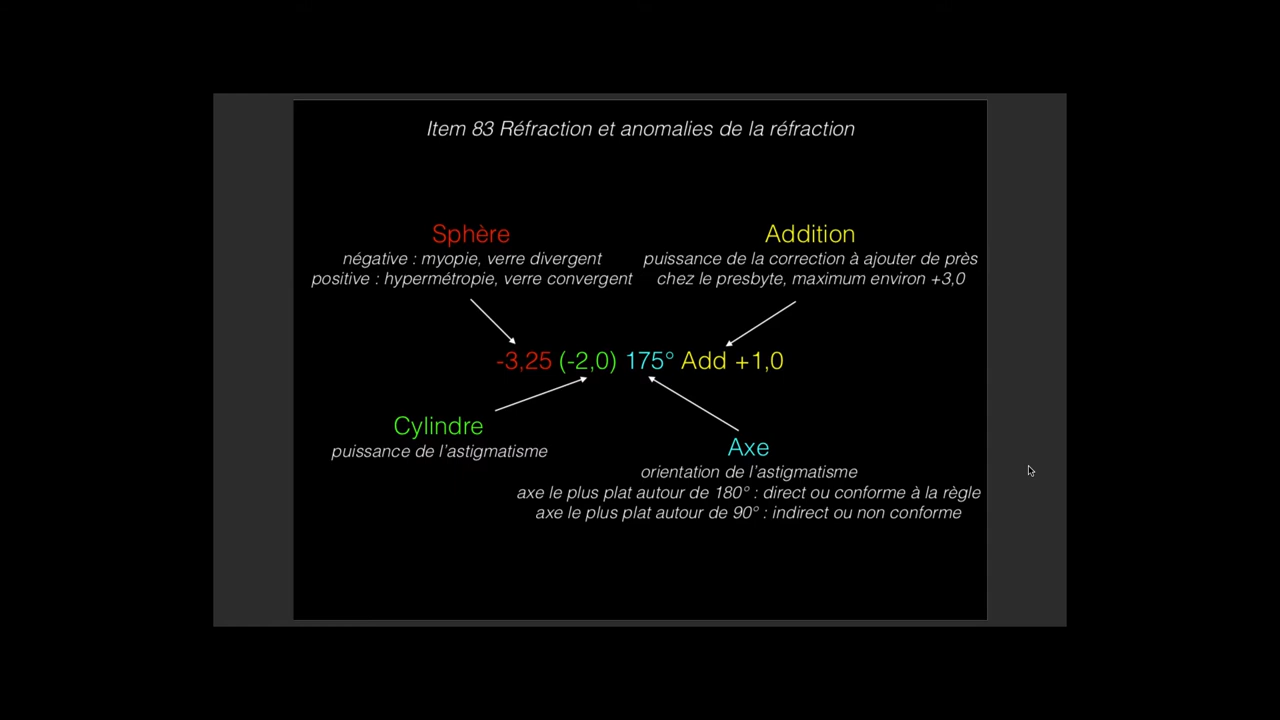 Item 83 Réfraction et anomalies de la réfraction
Sphère
négative : myopie, verre divergent
positive : hypermétropie, verre convergent
Addition
puissance de la correction à ajouter de près
chez le presbyte, maximum environ +3,0
-3,25 (-2,0) 175° Add +1,0
Cylindre
puissance de l’astigmatisme
Axe
orientation de l’astigmatisme
axe le plus plat autour de 180° : direct ou conforme à la règle
axe le plus plat autour de 90° : indirect ou non conforme